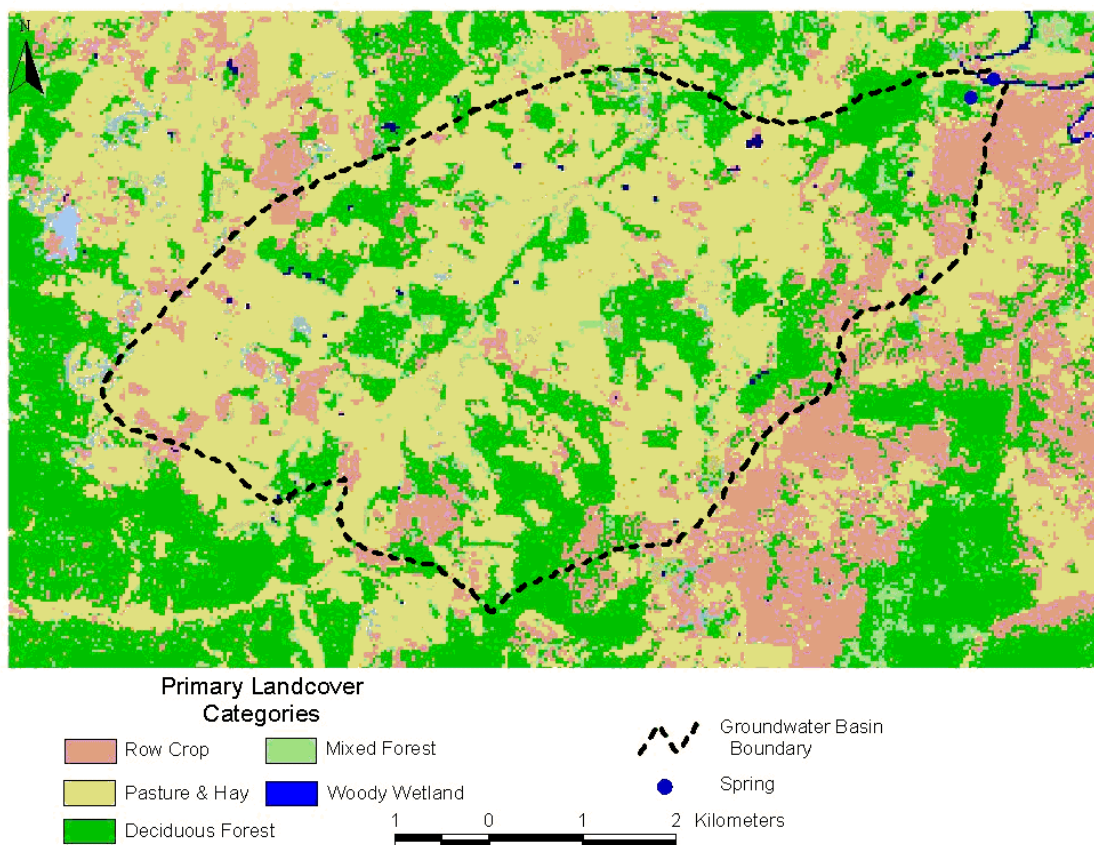 N
Primary Landcover
Categories
Row Crop
Mixed Forest
Pasture & Hay
Woody Wetland
Deciduous Forest
Groundwater Basin
Boundary
Spring
1 0 1 2 Kilometers